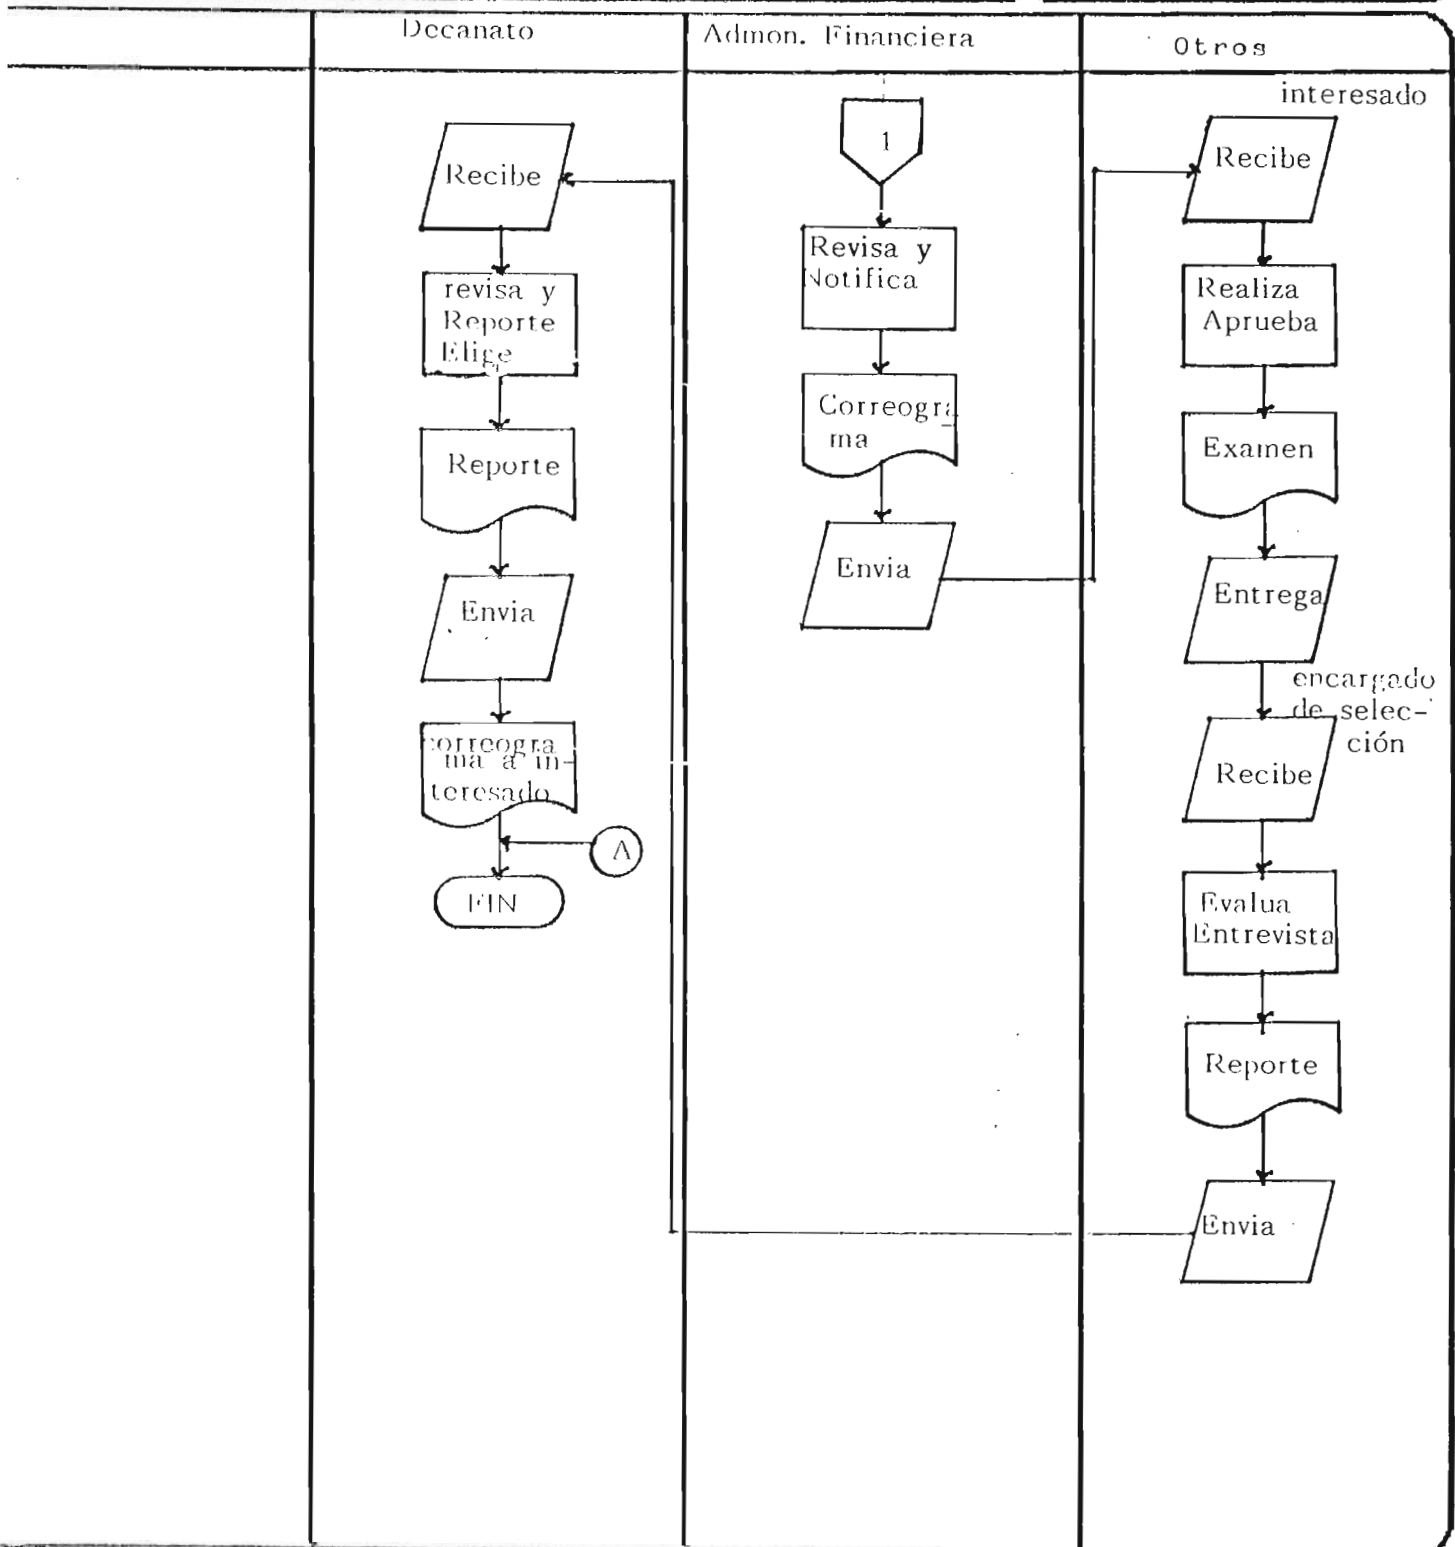 Decanato
Admon. Financiera
Otros
Recibe
revisa y
Reporte
Elige
Reporte
Envia
correogra
ma a in-
teresado
A
FIN
1
Revisa y
Notifica
Correogra
ma
Envia
interesado
Recibe
Realiza
Aprueba
Examen
Entrega
encargado
de selec-
ción
Recibe
Evalua
Entrevista
Reporte
Envia